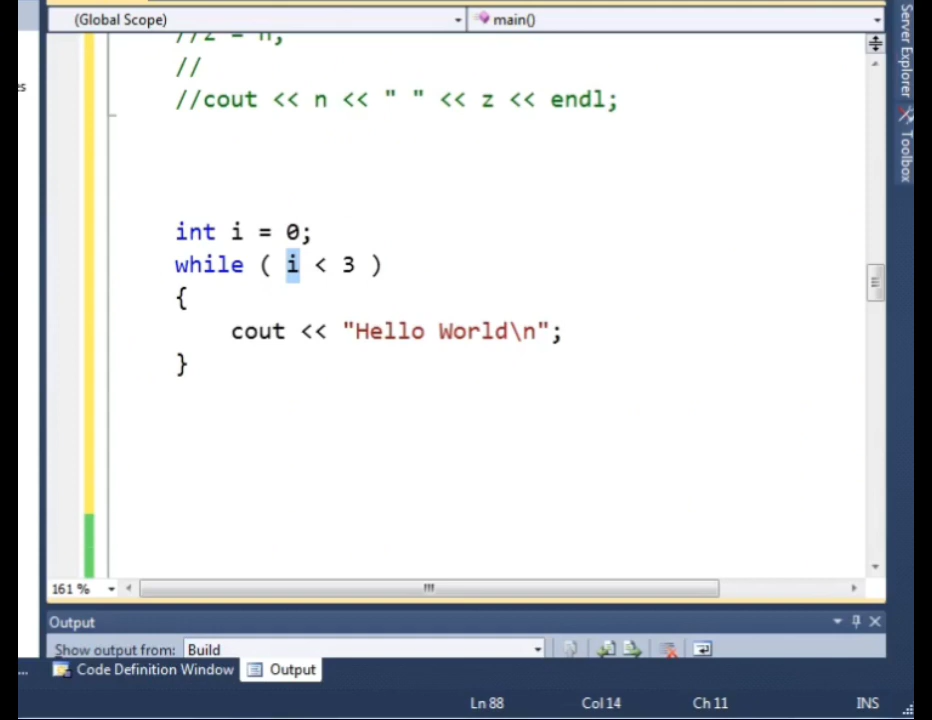 (Global Scope) main()
//z = n;
//
//cout << n << " " << z << endl;
int i = 0;
while ( i < 3 )
{
cout << "Hello World\n";
}
161 %
Output
Show output from: Build
... Code Definition Window Output
Ln 88 Col 14 Ch 11 INS
Server Explorer
Toolbox